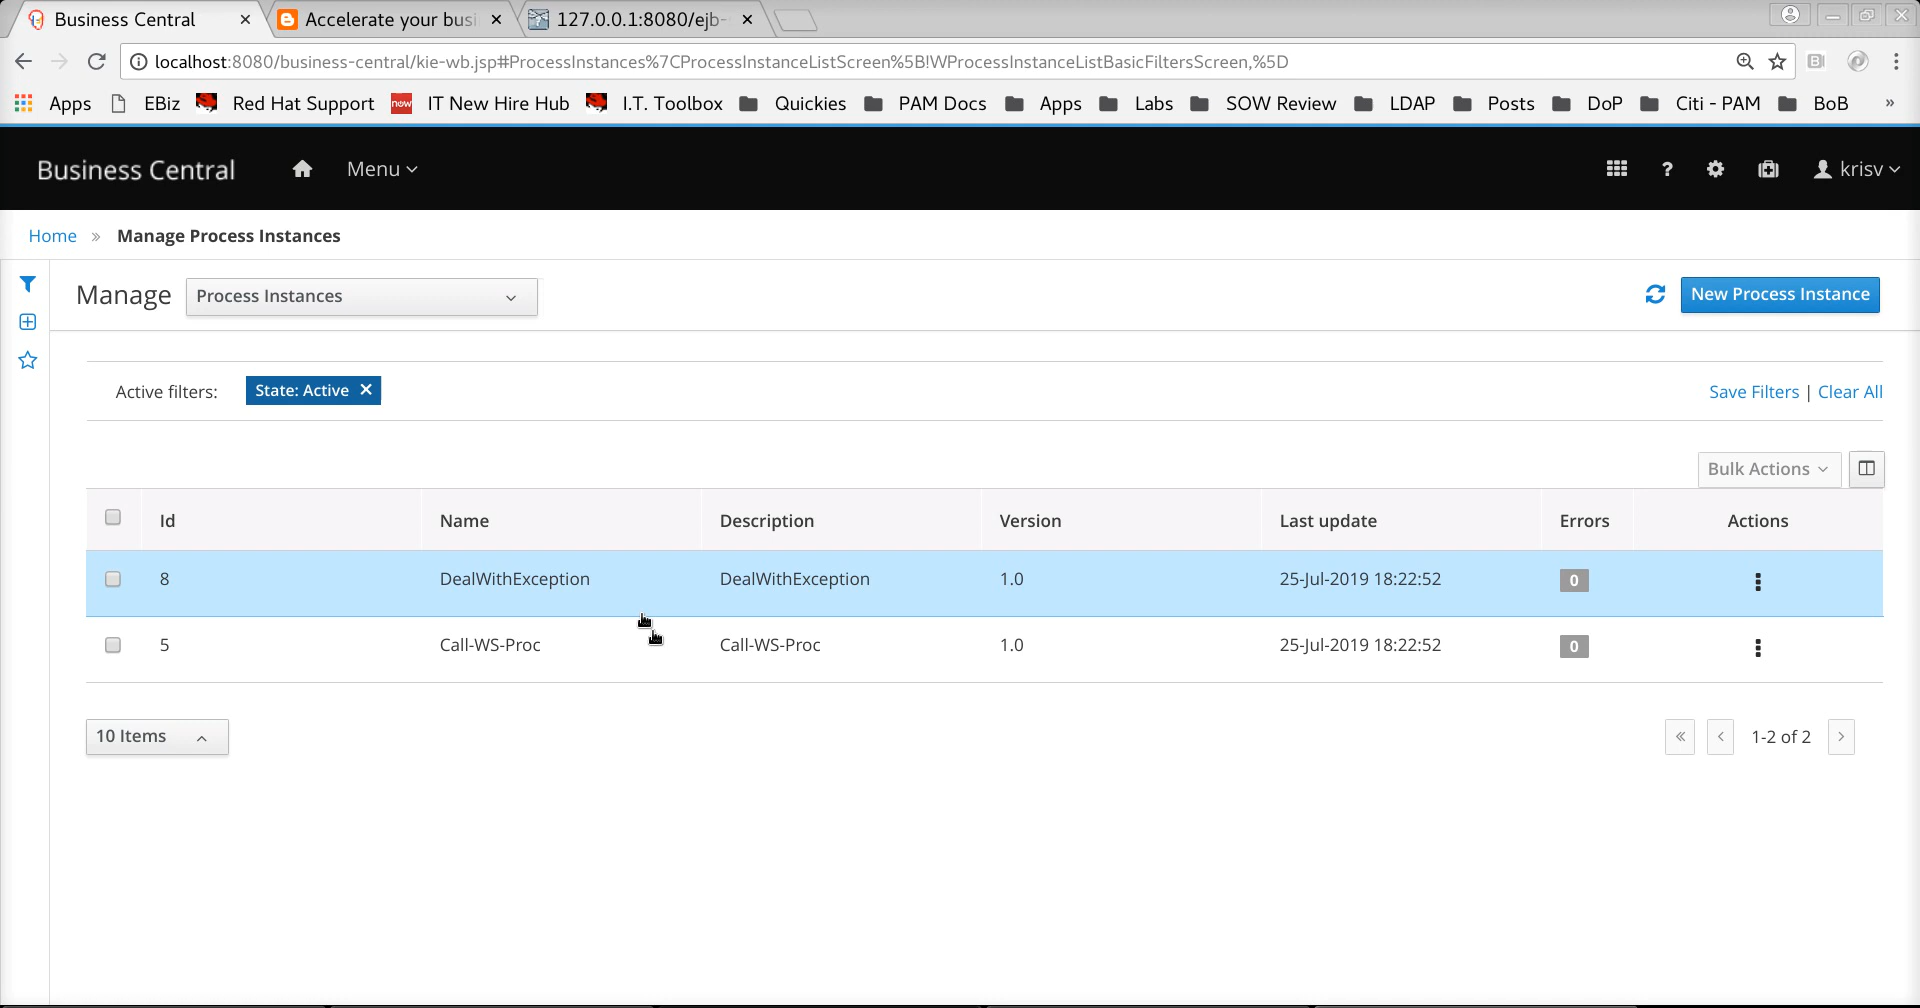 Business Central
Accelerate your busi
127.0.0.1:8080/ejb-
localhost:8080/business-central/kie-wb.jsp#ProcessInstances%7CProcessInstanceListScreen%5B!WProcessInstanceListBasicFiltersScreen,%5D
Apps EBiz Red Hat Support now IT New Hire Hub I.T. Toolbox Quickies PAM Docs Apps Labs SOW Review LDAP Posts DoP Citi - PAM BoB »
Business Central Menu ? krisv
Home » Manage Process Instances
Manage Process Instances New Process Instance
Active filters: State: Active × Save Filters | Clear All
Bulk Actions
Id Name Description Version Last update Errors Actions
8 DealWithException DealWithException 1.0 25-Jul-2019 18:22:52 0
5 Call-WS-Proc Call-WS-Proc 1.0 25-Jul-2019 18:22:52 0
10 Items « ‹ 1-2 of 2 ›